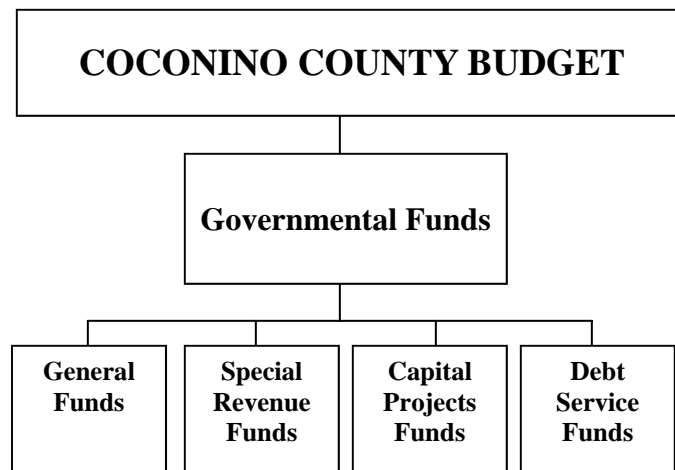 COCONINO COUNTY BUDGET
Governmental Funds
General
Funds
Special
Revenue
Funds
Capital
Projects
Funds
Debt
Service
Funds